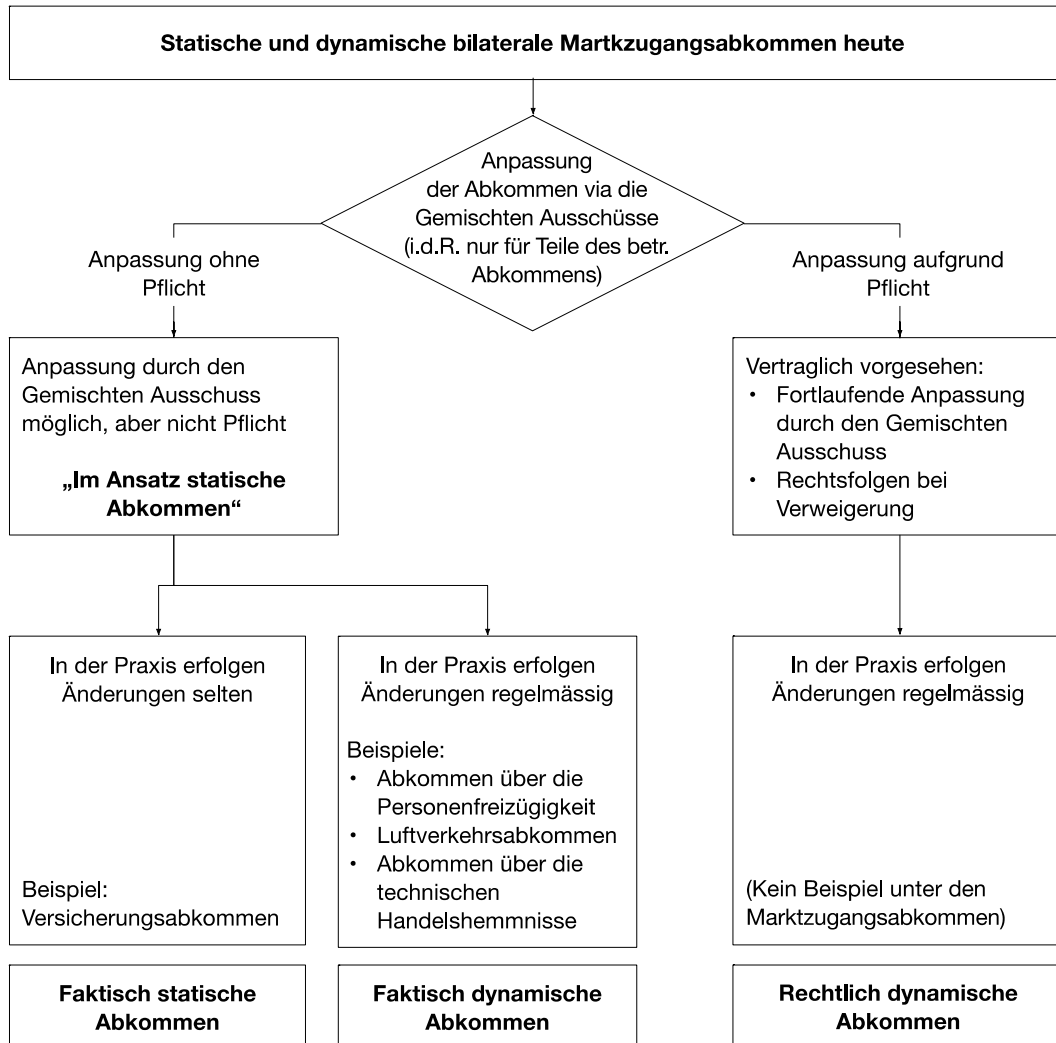 Statische und dynamische bilaterale Martkzugangsabkommen heute
Anpassung
der Abkommen via die
Gemischten Ausschüsse
(i.d.R. nur für Teile des betr.
Abkommens)
Anpassung ohne
Pflicht
Anpassung aufgrund
Pflicht
Anpassung durch den
Gemischten Ausschuss
möglich, aber nicht Pflicht
„Im Ansatz statische
Abkommen“
Vertraglich vorgesehen:
• Fortlaufende Anpassung
durch den Gemischten
Ausschuss
• Rechtsfolgen bei
Verweigerung
In der Praxis erfolgen
Änderungen selten
Beispiel:
Versicherungsabkommen
In der Praxis erfolgen
Änderungen regelmässig
Beispiele:
• Abkommen über die
Personenfreizügigkeit
• Luftverkehrsabkommen
• Abkommen über die
technischen
Handelshemmnisse
In der Praxis erfolgen
Änderungen regelmässig
(Kein Beispiel unter den
Marktzugangsabkommen)
Faktisch statische
Abkommen
Faktisch dynamische
Abkommen
Rechtlich dynamische
Abkommen